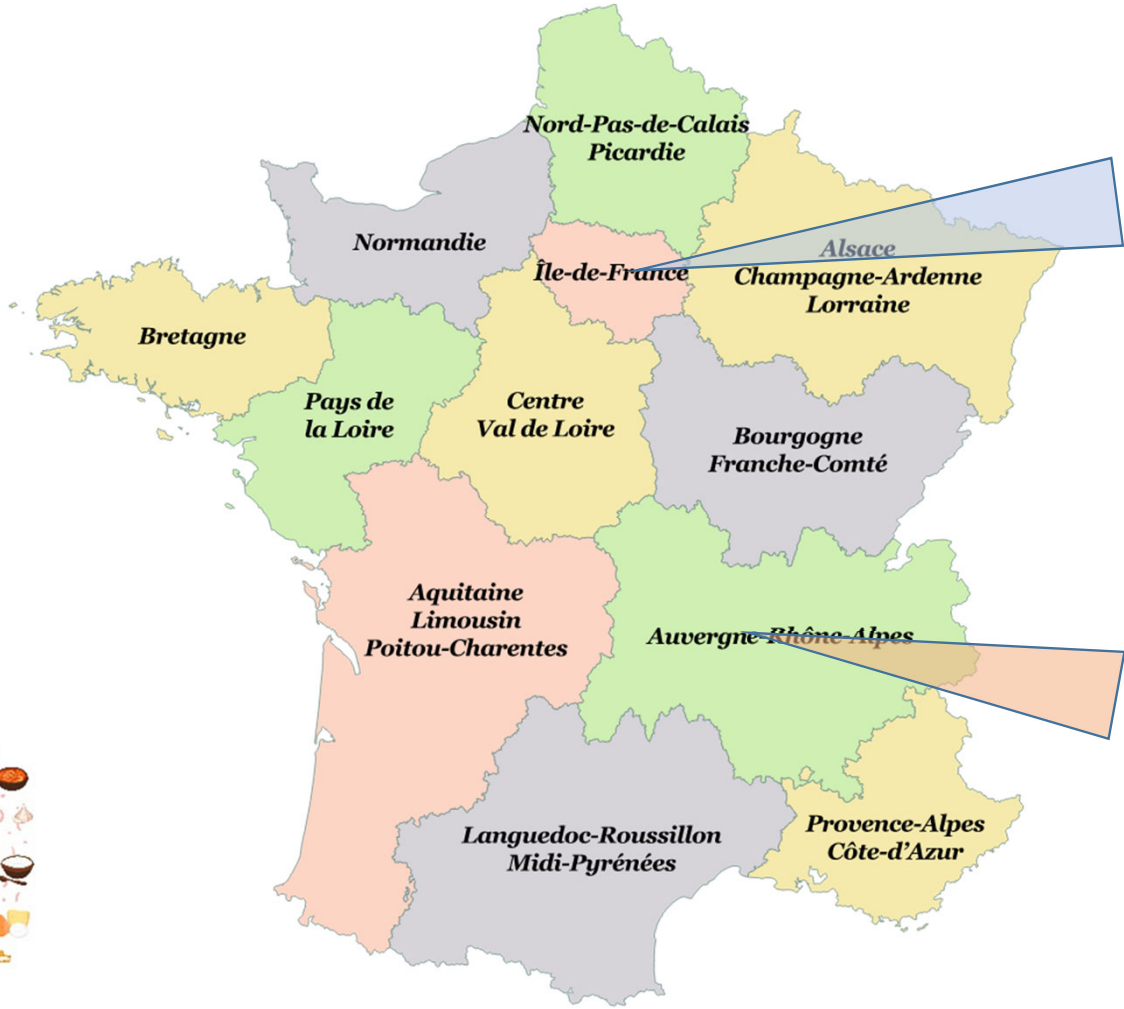 Nord-Pas-de-Calais
Picardie
Normandie
Île-de-France
Alsace
Champagne-Ardenne
Lorraine
Bretagne
Pays de
la Loire
Centre
Val de Loire
Bourgogne
Franche-Comté
Aquitaine
Limousin
Poitou-Charentes
Auvergne-Rhône-Alpes
Languedoc-Roussillon
Midi-Pyrénées
Provence-Alpes
Côte-d'Azur